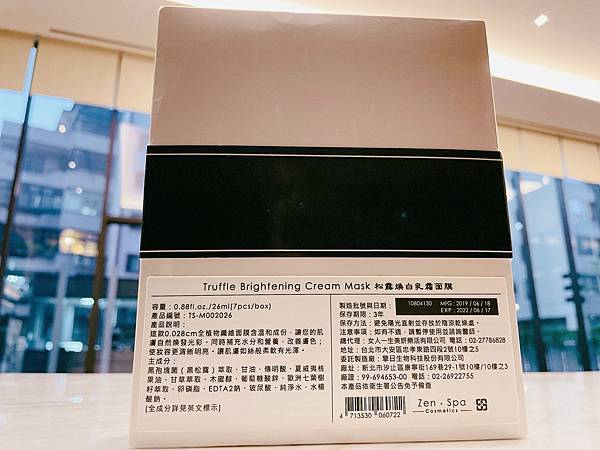 Truffle Brightening Cream Mask 松露煥白乳霜面膜
容量：0.88fl.oz./26ml(7pcs/box)
產品編號：TS-M002026
產品說明-
這款0.028cm全植物纖維面膜含溫和成份，讓您的肌
膚自然煥發光彩，同時補充水分和營養、改善膚色；
使妝容更清晰明亮，讓肌膚如絲般柔軟有光澤。
主成分：
黑孢塊菌（黑松露）萃取、甘油、傳明酸、夏威夷核
果油、甘草萃取、木蜜醇、葡萄糖酸鋅、歐洲七葉樹
籽萃取、卵磷脂、EDTA2鈉、玻尿酸、純淨水、水楊
酸鈉。
(全成分詳見英文標示)
製造批號與日期：10804130 MFG : 2019 / 06 / 18
EXP : 2022 / 06 / 17
保存期限：3年
保存方法：避免陽光直射並存放於陰涼乾燥處。
注意事項：如有不適，請暫停使用並諮詢醫師。
總代理商：女人一生美妍樂活有限公司 電話：02-27786828
地址：台北市大安區忠孝東路四段2號10樓之5
委託製造廠：擎日生物科技股份有限公司
廠址：新北市汐止區康寧街169巷29-1號10樓/10樓之3
廠證：99-694653-00 電話：02-26922755
本產品依衛生署公告免予備查
4 713530 060722
Zen·Spa
Cosmetics